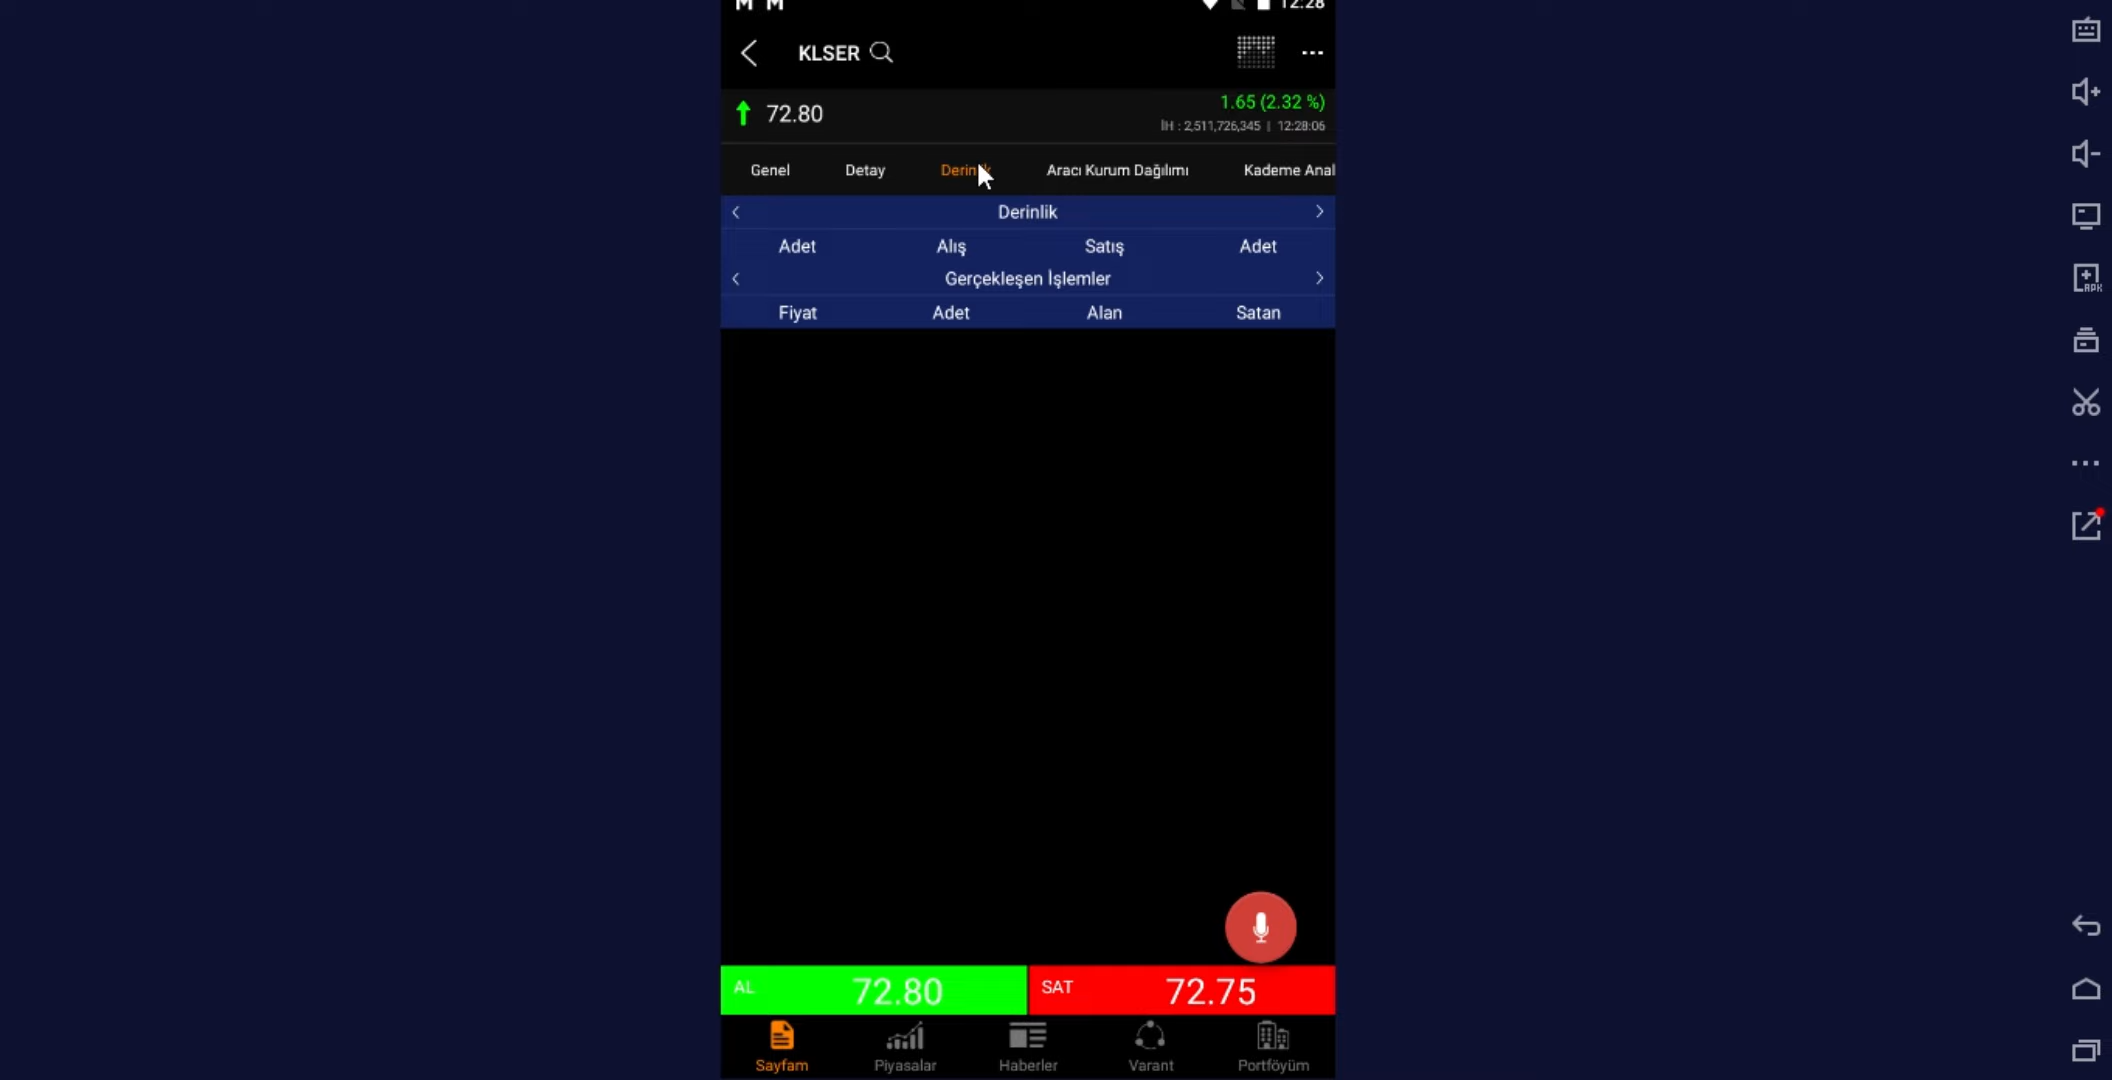 M M 12:28
KLSER
72.80
1.65 (2.32 %)
İH : 2,511,726,345 | 12:28:06
Genel Detay Derinlik Aracı Kurum Dağılımı Kademe Anal
Derinlik
Adet Alış Satış Adet
Gerçekleşen İşlemler
Fiyat Adet Alan Satan
AL 72.80 SAT 72.75
Sayfam Piyasalar Haberler Varant Portföyüm
APK